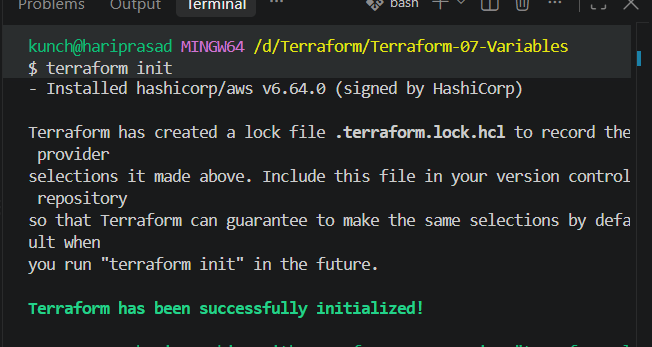 Problems Output Terminal ··· bash
kunch@hariprasad MINGW64 /d/Terraform/Terraform-07-Variables
$ terraform init
- Installed hashicorp/aws v6.64.0 (signed by HashiCorp)
Terraform has created a lock file .terraform.lock.hcl to record the
provider
selections it made above. Include this file in your version control
repository
so that Terraform can guarantee to make the same selections by defa
ult when
you run "terraform init" in the future.
Terraform has been successfully initialized!